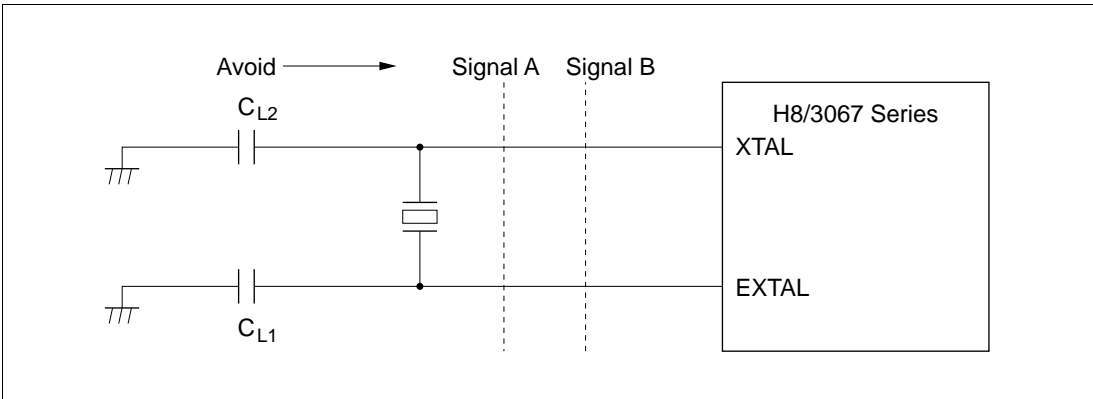 Avoid
Signal A
Signal B
CL2
H8/3067 Series
XTAL
EXTAL
CL1